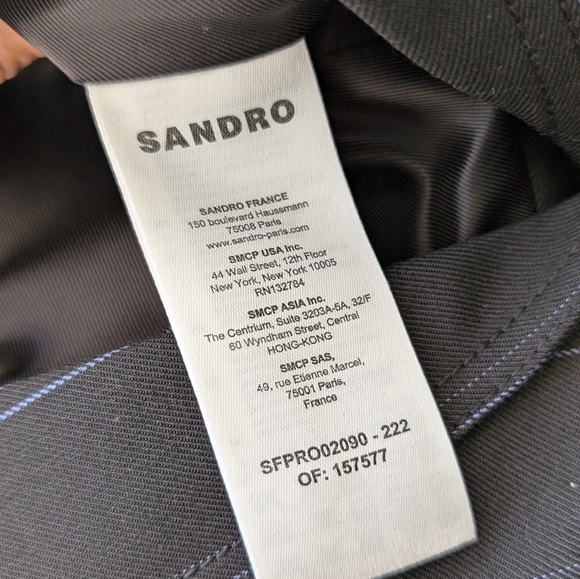 SANDRO
SANDRO FRANCE
150 boulevard Haussmann
75008 Paris
www.sandro-paris.com
SMCP USA Inc.
44 Wall Street, 12th Floor
New York, New York 10005
RN132784
SMCP ASIA Inc.
The Centrium, Suite 3203A-5A, 32/F
60 Wyndham Street, Central
HONG-KONG
SMCP SAS,
49, rue Etienne Marcel,
75001 Paris,
France
SFPRO02090 - 222
OF: 157577